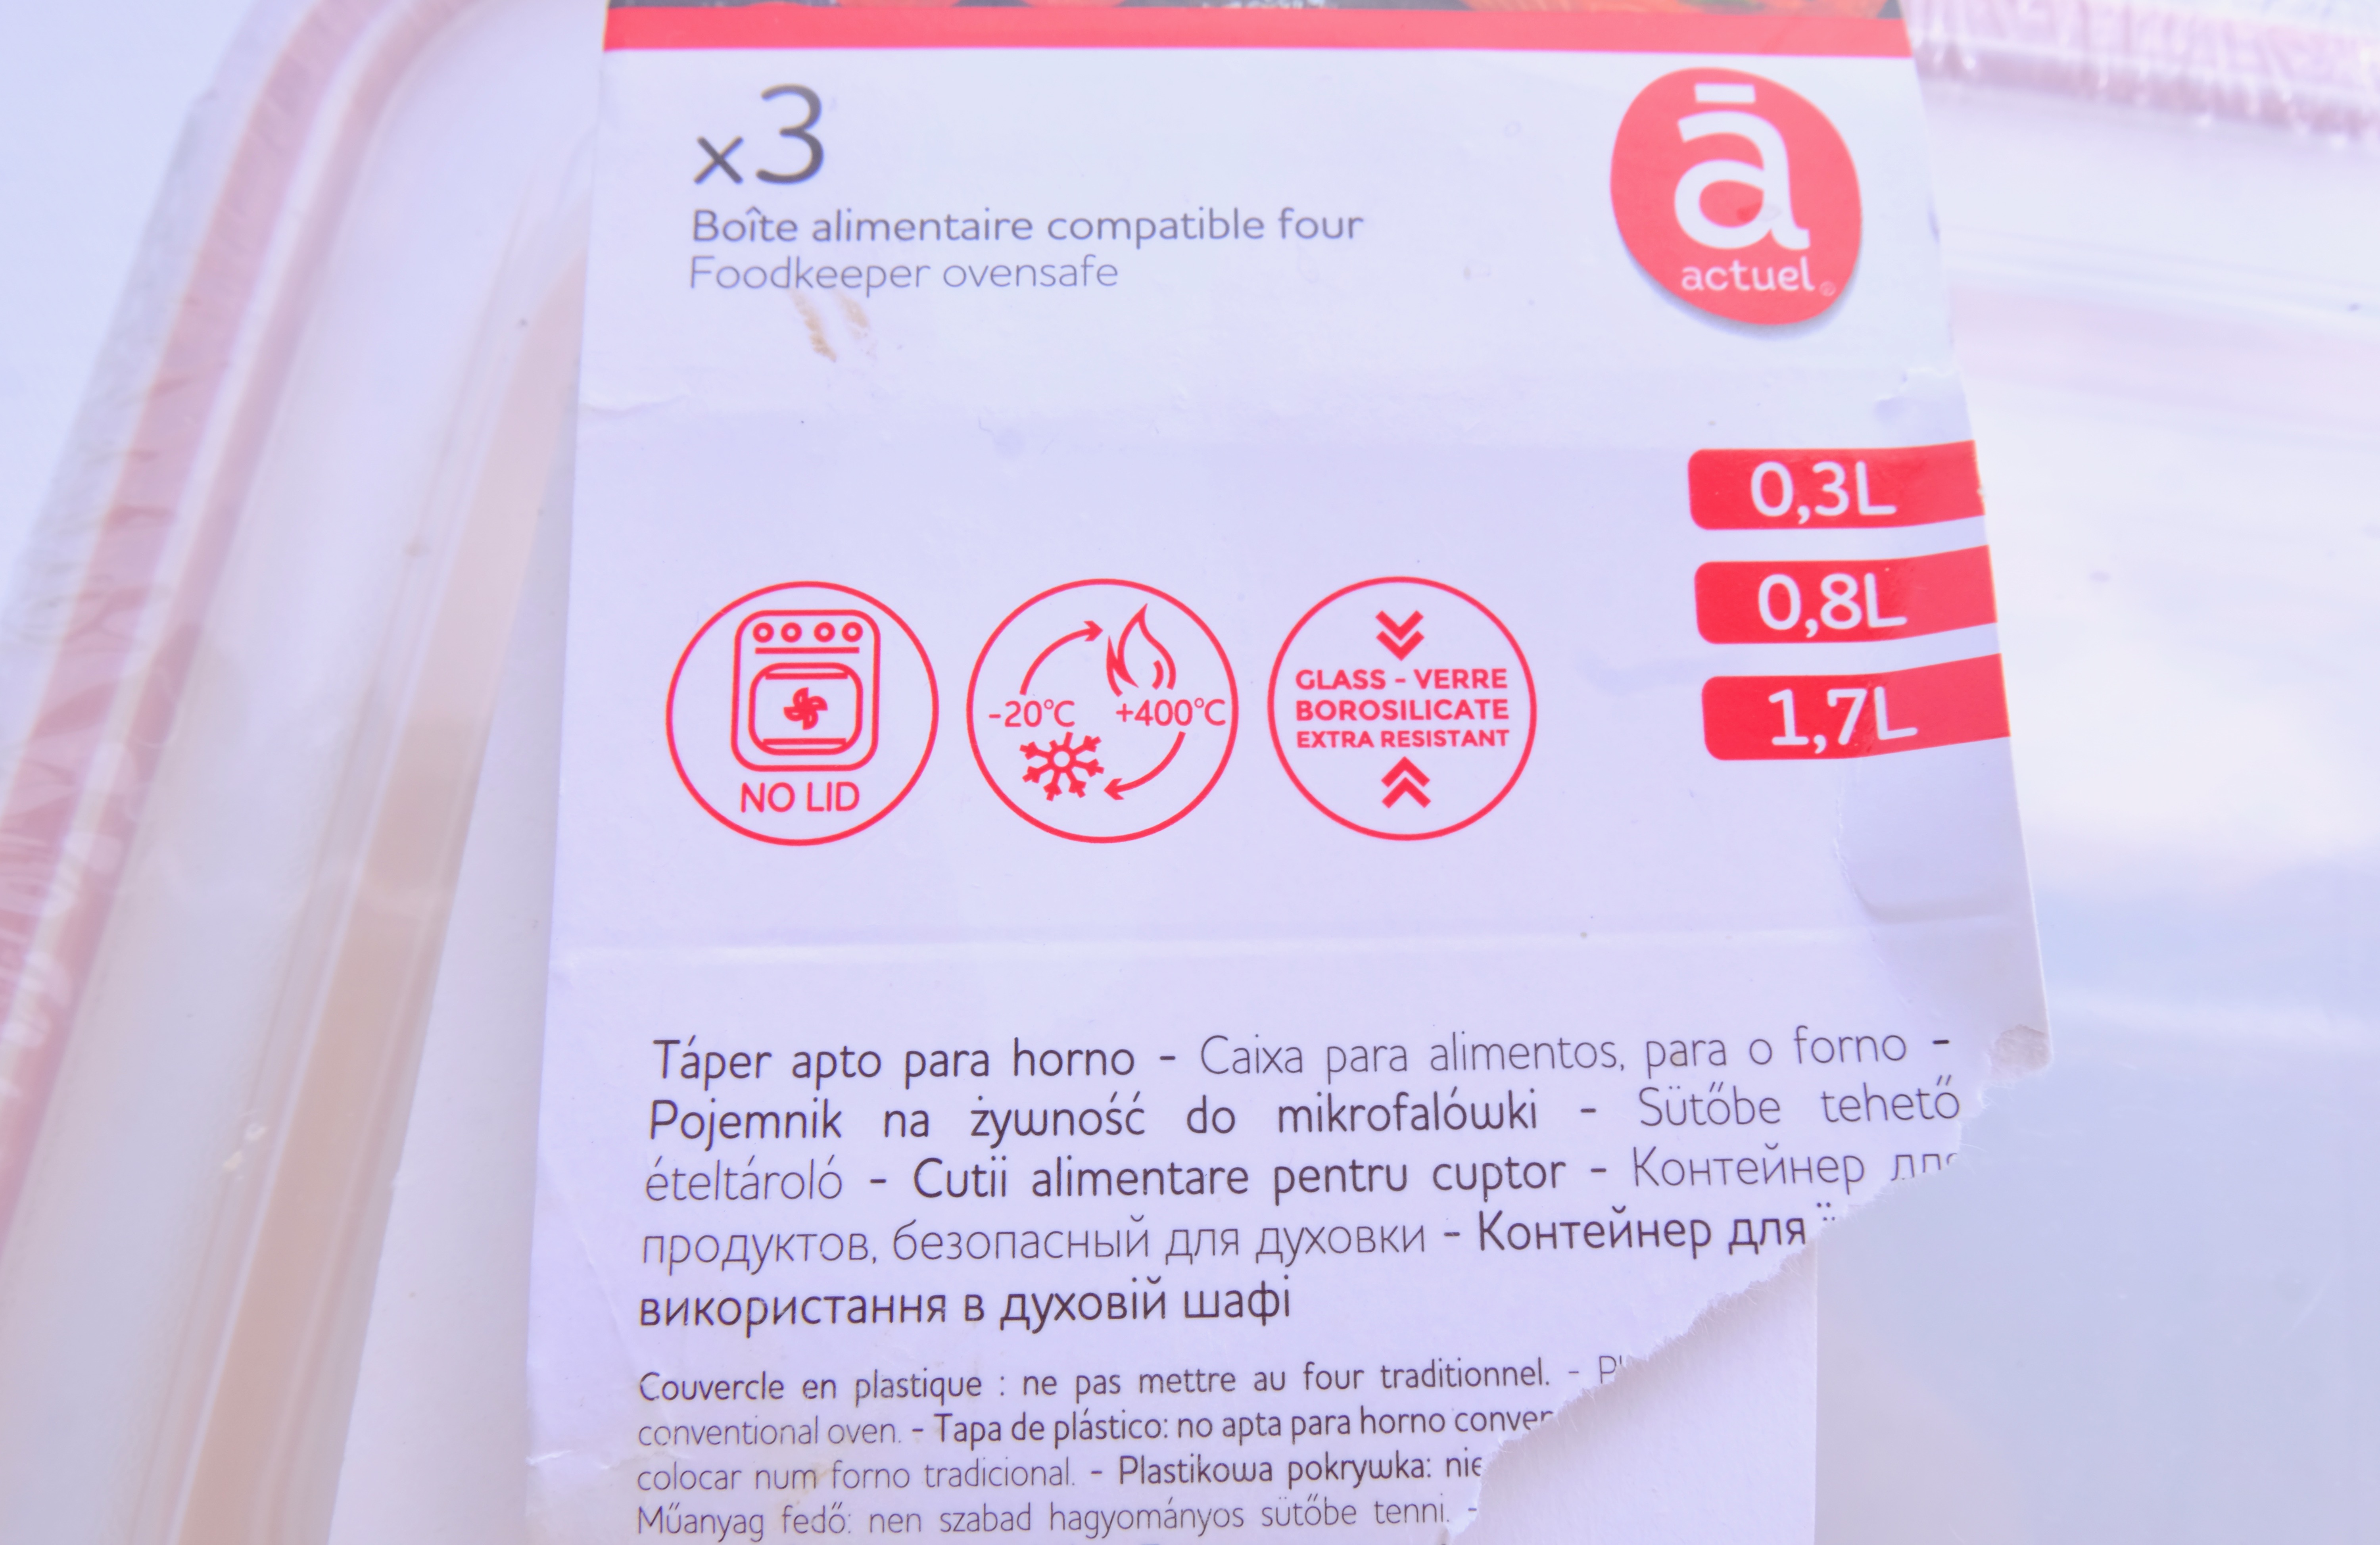 x3
Boîte alimentaire compatible four
Foodkeeper ovensafe
ā
actuel®
0,3L
0,8L
1,7L
NO LID
-20°C +400°C
GLASS - VERRE
BOROSILICATE
EXTRA RESISTANT
Táper apto para horno - Caixa para alimentos, para o forno -
Pojemnik na żywność do mikrofalówki - Sütőbe tehető
ételtároló - Cutii alimentare pentru cuptor - Контейнер
продуктов, безопасный для духовки - Контейнер для
використання в духовій шафі
Couvercle en plastique : ne pas mettre au four traditionnel. -
conventional oven. - Tapa de plástico: no apta para horno
colocar num forno tradicional. - Plastikowa pokrywka: nie
Műanyag fedő: nen szabad hagyományos sütőbe tenni. -